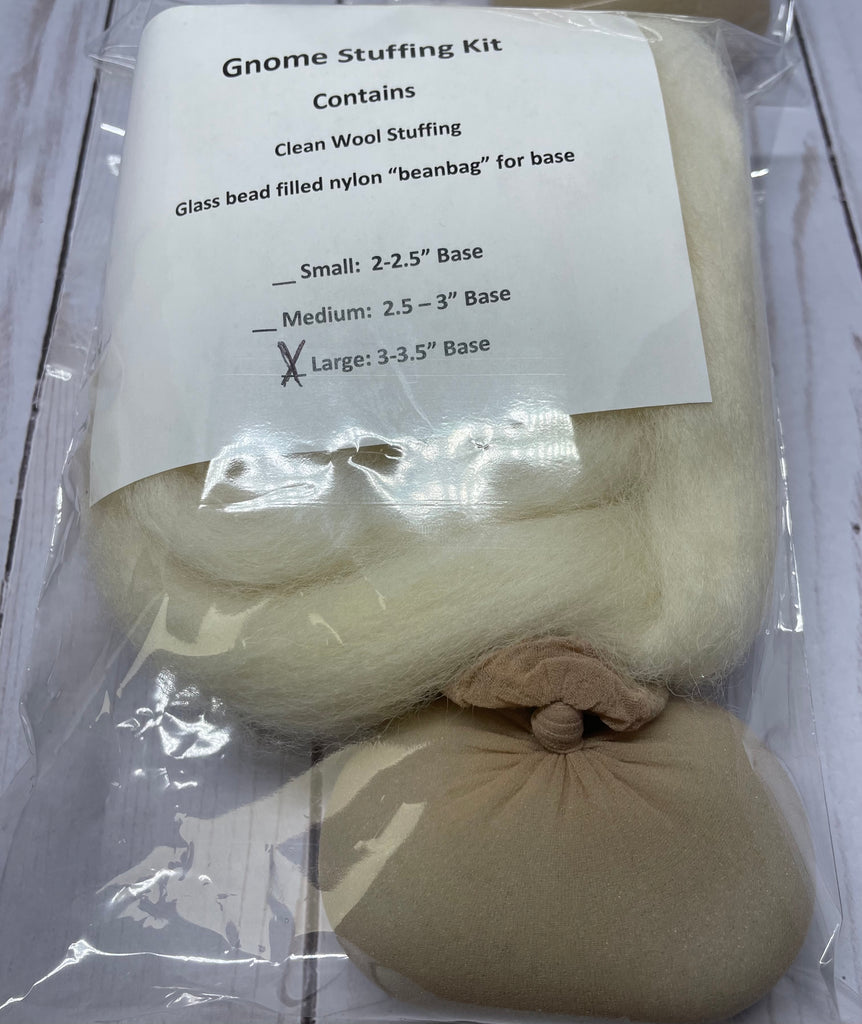 Gnome Stuffing Kit
Contains
Clean Wool Stuffing
Glass bead filled nylon “beanbag” for base
__ Small: 2-2.5” Base
__ Medium: 2.5 – 3” Base
X Large: 3-3.5” Base